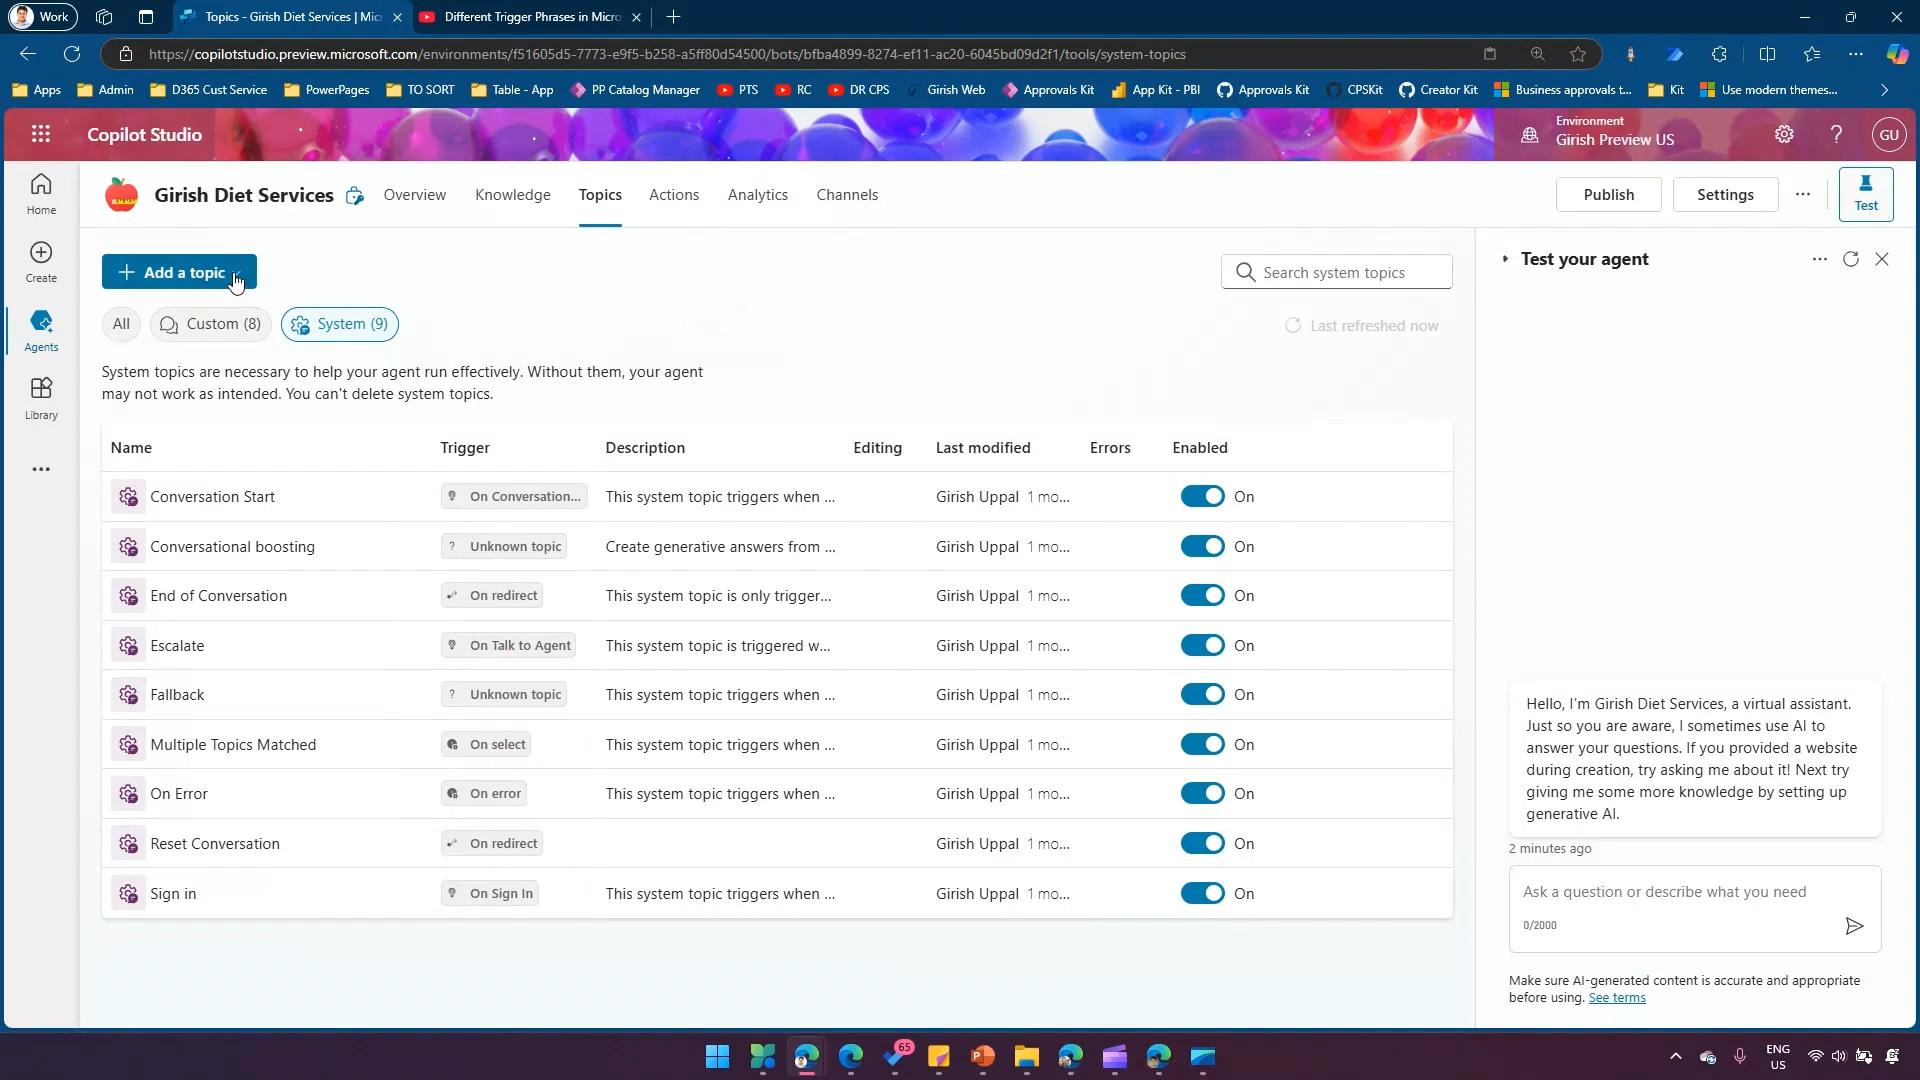 Work
Topics - Girish Diet Services | Mic
Different Trigger Phrases in Micro
https://copilotstudio.preview.microsoft.com/environments/f51605d5-7773-e9f5-b258-a5ff80d54500/bots/bfba4899-8274-ef11-ac20-6045bd09d2f1/tools/system-topics
Apps Admin D365 Cust Service PowerPages TO SORT Table - App PP Catalog Manager PTS RC DR CPS Girish Web Approvals Kit App Kit - PBI Approvals Kit CPSKit Creator Kit Business approvals t... Kit Use modern themes...
Copilot Studio
Environment
Girish Preview US
GU
Home
Create
Agents
Library
Girish Diet Services Overview Knowledge Topics Actions Analytics Channels
Publish Settings ... Test
+ Add a topic
Search system topics
All Custom (8) System (9)
Last refreshed now
System topics are necessary to help your agent run effectively. Without them, your agent
may not work as intended. You can't delete system topics.
Name Trigger Description Editing Last modified Errors Enabled
Conversation Start On Conversation... This system topic triggers when ... Girish Uppal 1 mo... On
Conversational boosting ? Unknown topic Create generative answers from ... Girish Uppal 1 mo... On
End of Conversation On redirect This system topic is only trigger... Girish Uppal 1 mo... On
Escalate On Talk to Agent This system topic is triggered w... Girish Uppal 1 mo... On
Fallback ? Unknown topic This system topic triggers when ... Girish Uppal 1 mo... On
Multiple Topics Matched On select This system topic triggers when ... Girish Uppal 1 mo... On
On Error On error This system topic triggers when ... Girish Uppal 1 mo... On
Reset Conversation On redirect Girish Uppal 1 mo... On
Sign in On Sign In This system topic triggers when ... Girish Uppal 1 mo... On
Test your agent
Hello, I'm Girish Diet Services, a virtual assistant.
Just so you are aware, I sometimes use AI to
answer your questions. If you provided a website
during creation, try asking me about it! Next try
giving me some more knowledge by setting up
generative AI.
2 minutes ago
Ask a question or describe what you need
0/2000
Make sure AI-generated content is accurate and appropriate
before using. See terms
65
ENG
US